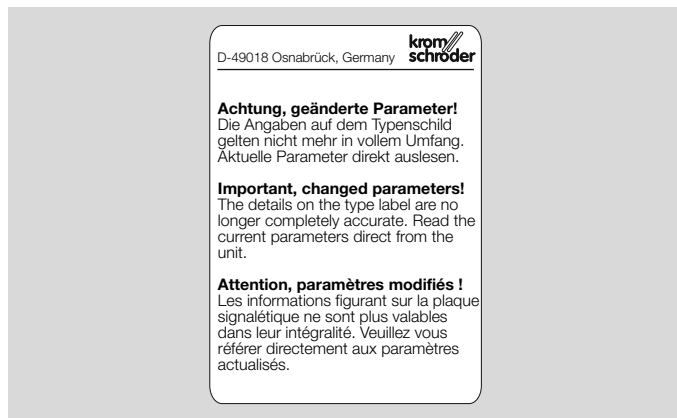 D-49018 Osnabrück, Germany
krom
schröder
Achtung, geänderte Parameter!
Die Angaben auf dem Typenschild
gelten nicht mehr in vollem Umfang.
Aktuelle Parameter direkt auslesen.
Important, changed parameters!
The details on the type label are no
longer completely accurate. Read the
current parameters direct from the
unit.
Attention, paramètres modifiés !
Les informations figurant sur la plaque
signalétique ne sont plus valables
dans leur intégralité. Veuillez vous
référer directement aux paramètres
actualisés.